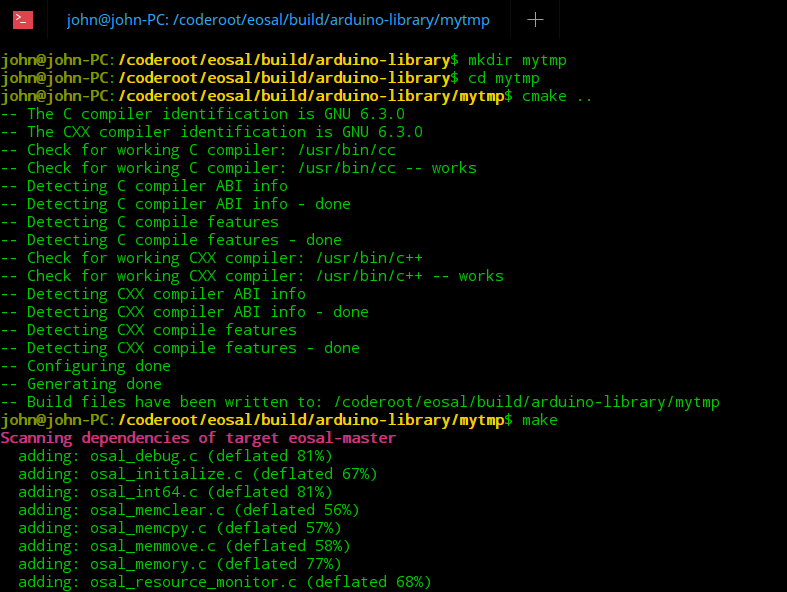 john@john-PC: /coderoot/eosal/build/arduino-library/mytmp
john@john-PC:/coderoot/eosal/build/arduino-library$ mkdir mytmp
john@john-PC:/coderoot/eosal/build/arduino-library$ cd mytmp
john@john-PC:/coderoot/eosal/build/arduino-library/mytmp$ cmake ..
-- The C compiler identification is GNU 6.3.0
-- The CXX compiler identification is GNU 6.3.0
-- Check for working C compiler: /usr/bin/cc
-- Check for working C compiler: /usr/bin/cc -- works
-- Detecting C compiler ABI info
-- Detecting C compiler ABI info - done
-- Detecting C compile features
-- Detecting C compile features - done
-- Check for working CXX compiler: /usr/bin/c++
-- Check for working CXX compiler: /usr/bin/c++ -- works
-- Detecting CXX compiler ABI info
-- Detecting CXX compiler ABI info - done
-- Detecting CXX compile features
-- Detecting CXX compile features - done
-- Configuring done
-- Generating done
-- Build files have been written to: /coderoot/eosal/build/arduino-library/mytmp
john@john-PC:/coderoot/eosal/build/arduino-library/mytmp$ make
Scanning dependencies of target eosal-master
  adding: osal_debug.c (deflated 81%)
  adding: osal_initialize.c (deflated 67%)
  adding: osal_int64.c (deflated 81%)
  adding: osal_memclear.c (deflated 56%)
  adding: osal_memcpy.c (deflated 57%)
  adding: osal_memmove.c (deflated 58%)
  adding: osal_memory.c (deflated 77%)
  adding: osal_resource_monitor.c (deflated 68%)